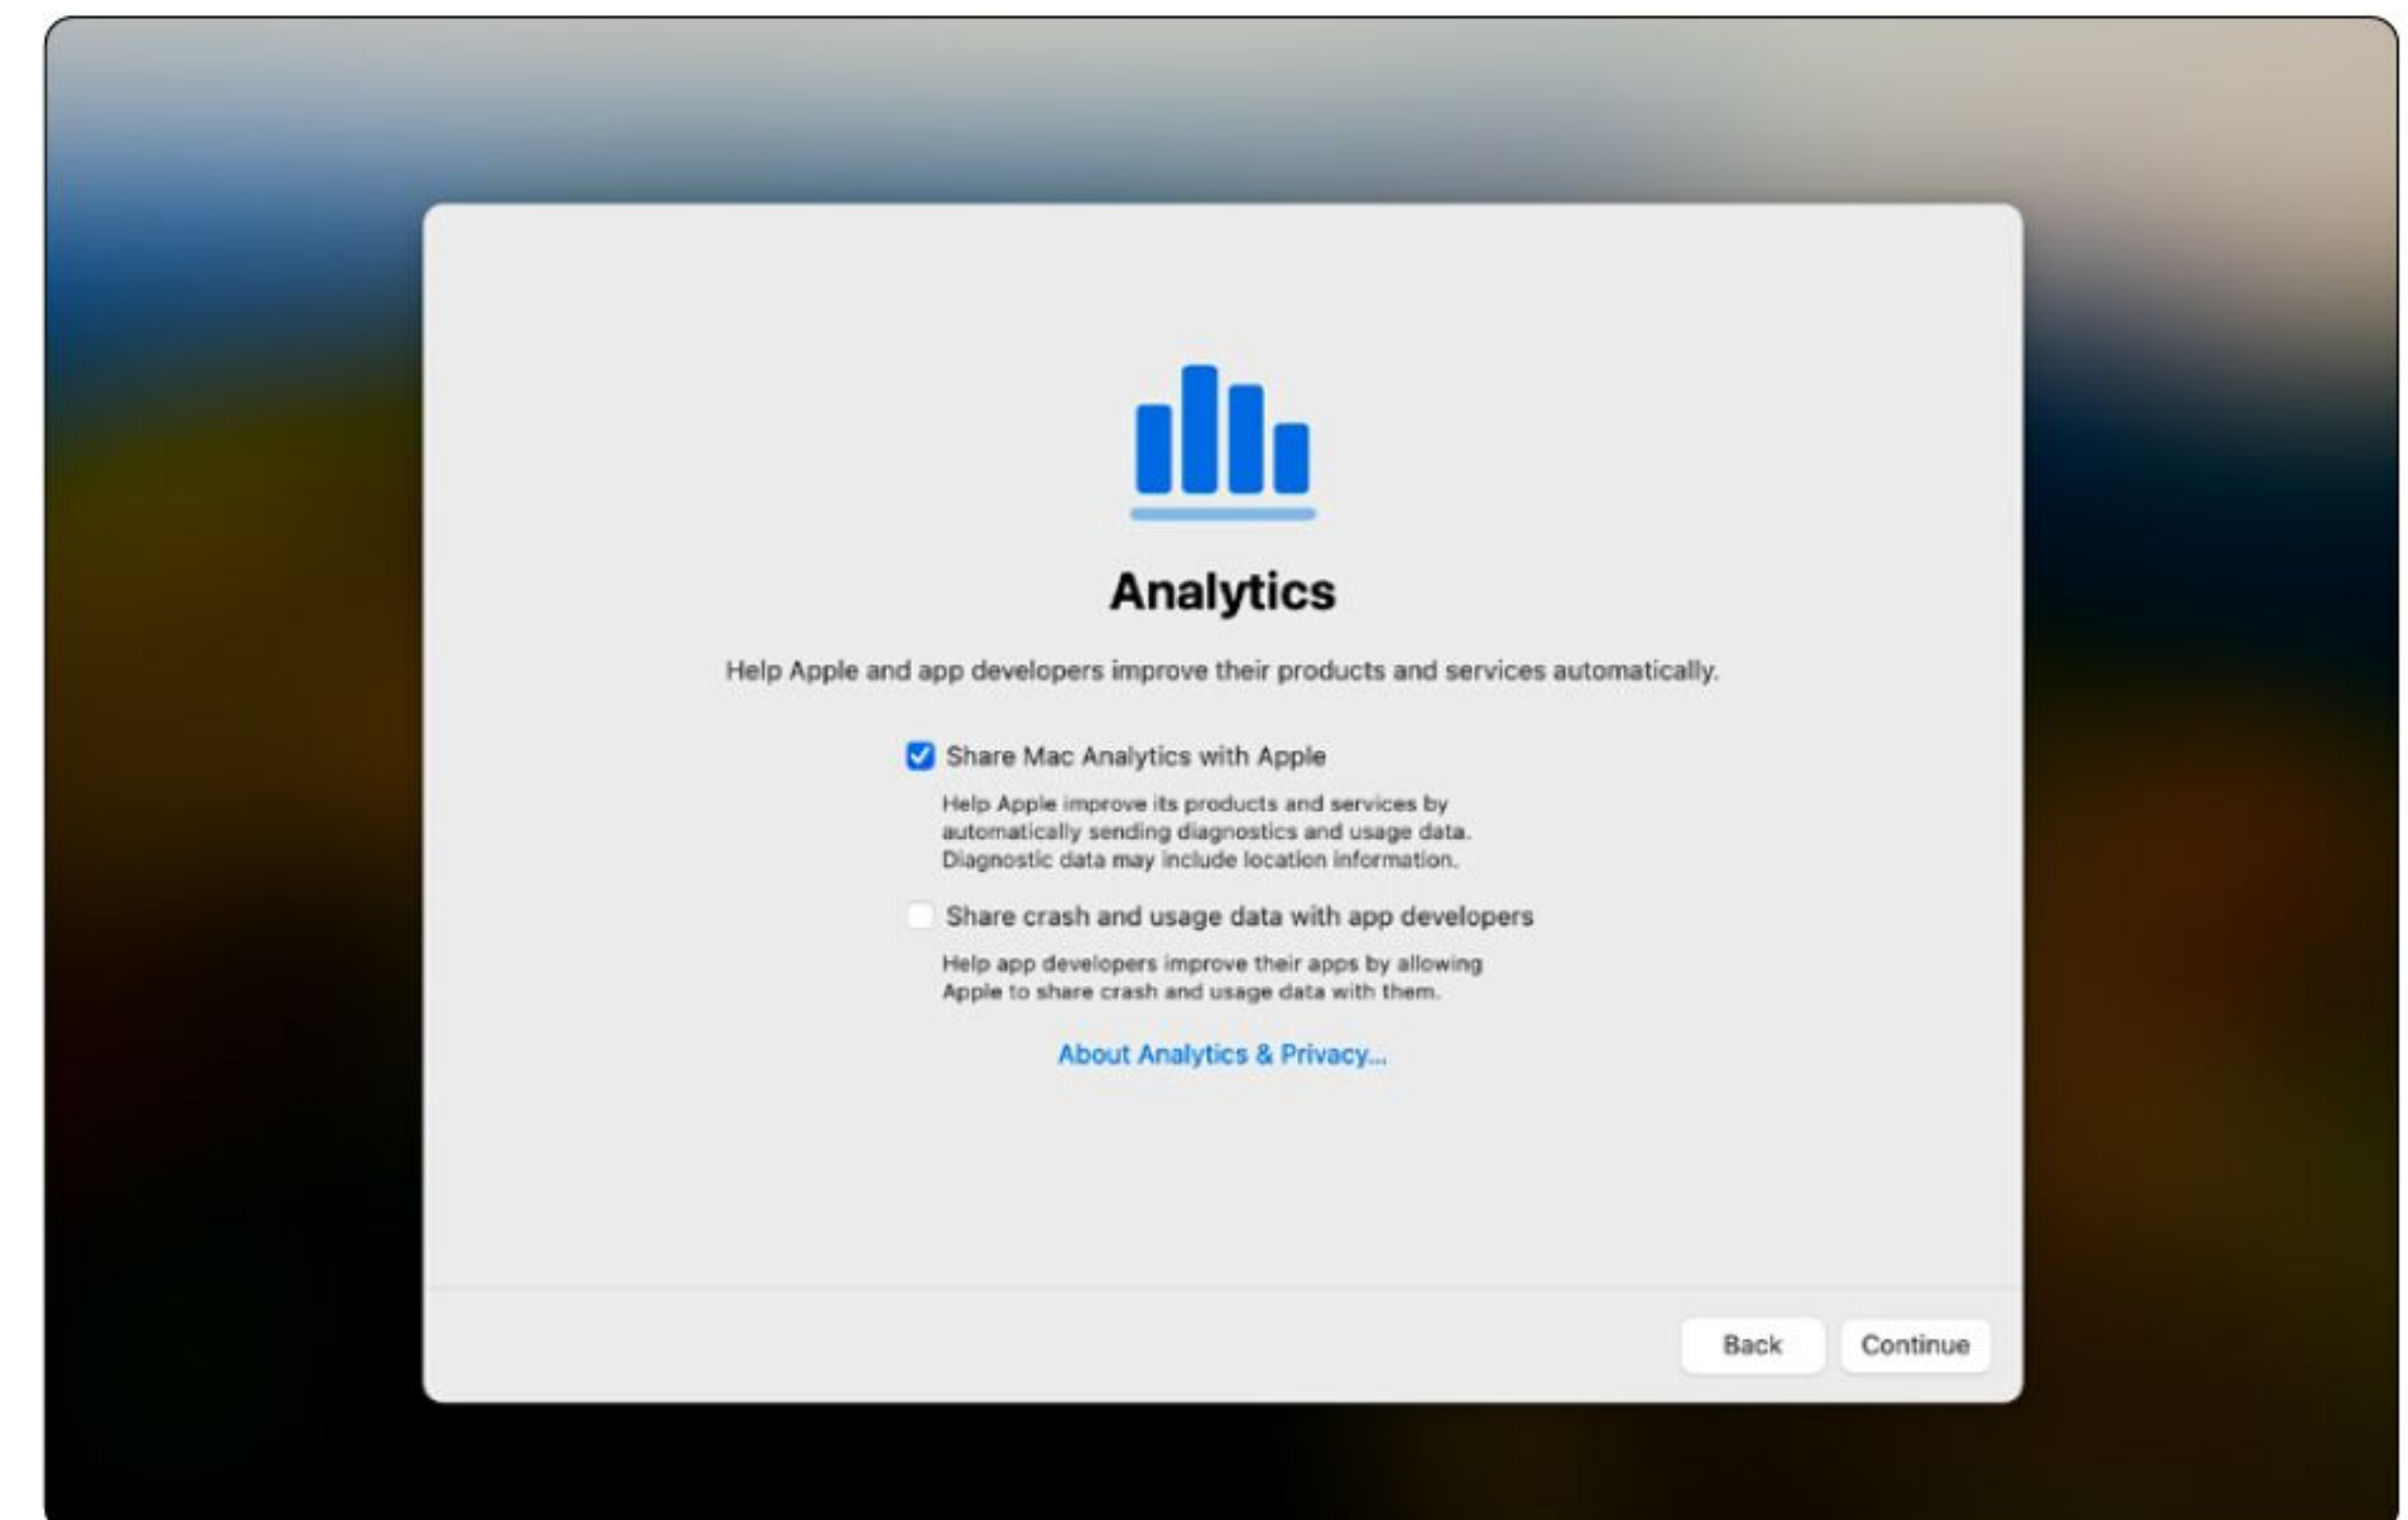 Analytics
Help Apple and app developers improve their products and services automatically.
Share Mac Analytics with Apple
Help Apple improve its products and services by
automatically sending diagnostics and usage data.
Diagnostic data may include location information.
Share crash and usage data with app developers
Help app developers improve their apps by allowing
Apple to share crash and usage data with them.
About Analytics & Privacy...
Back
Continue